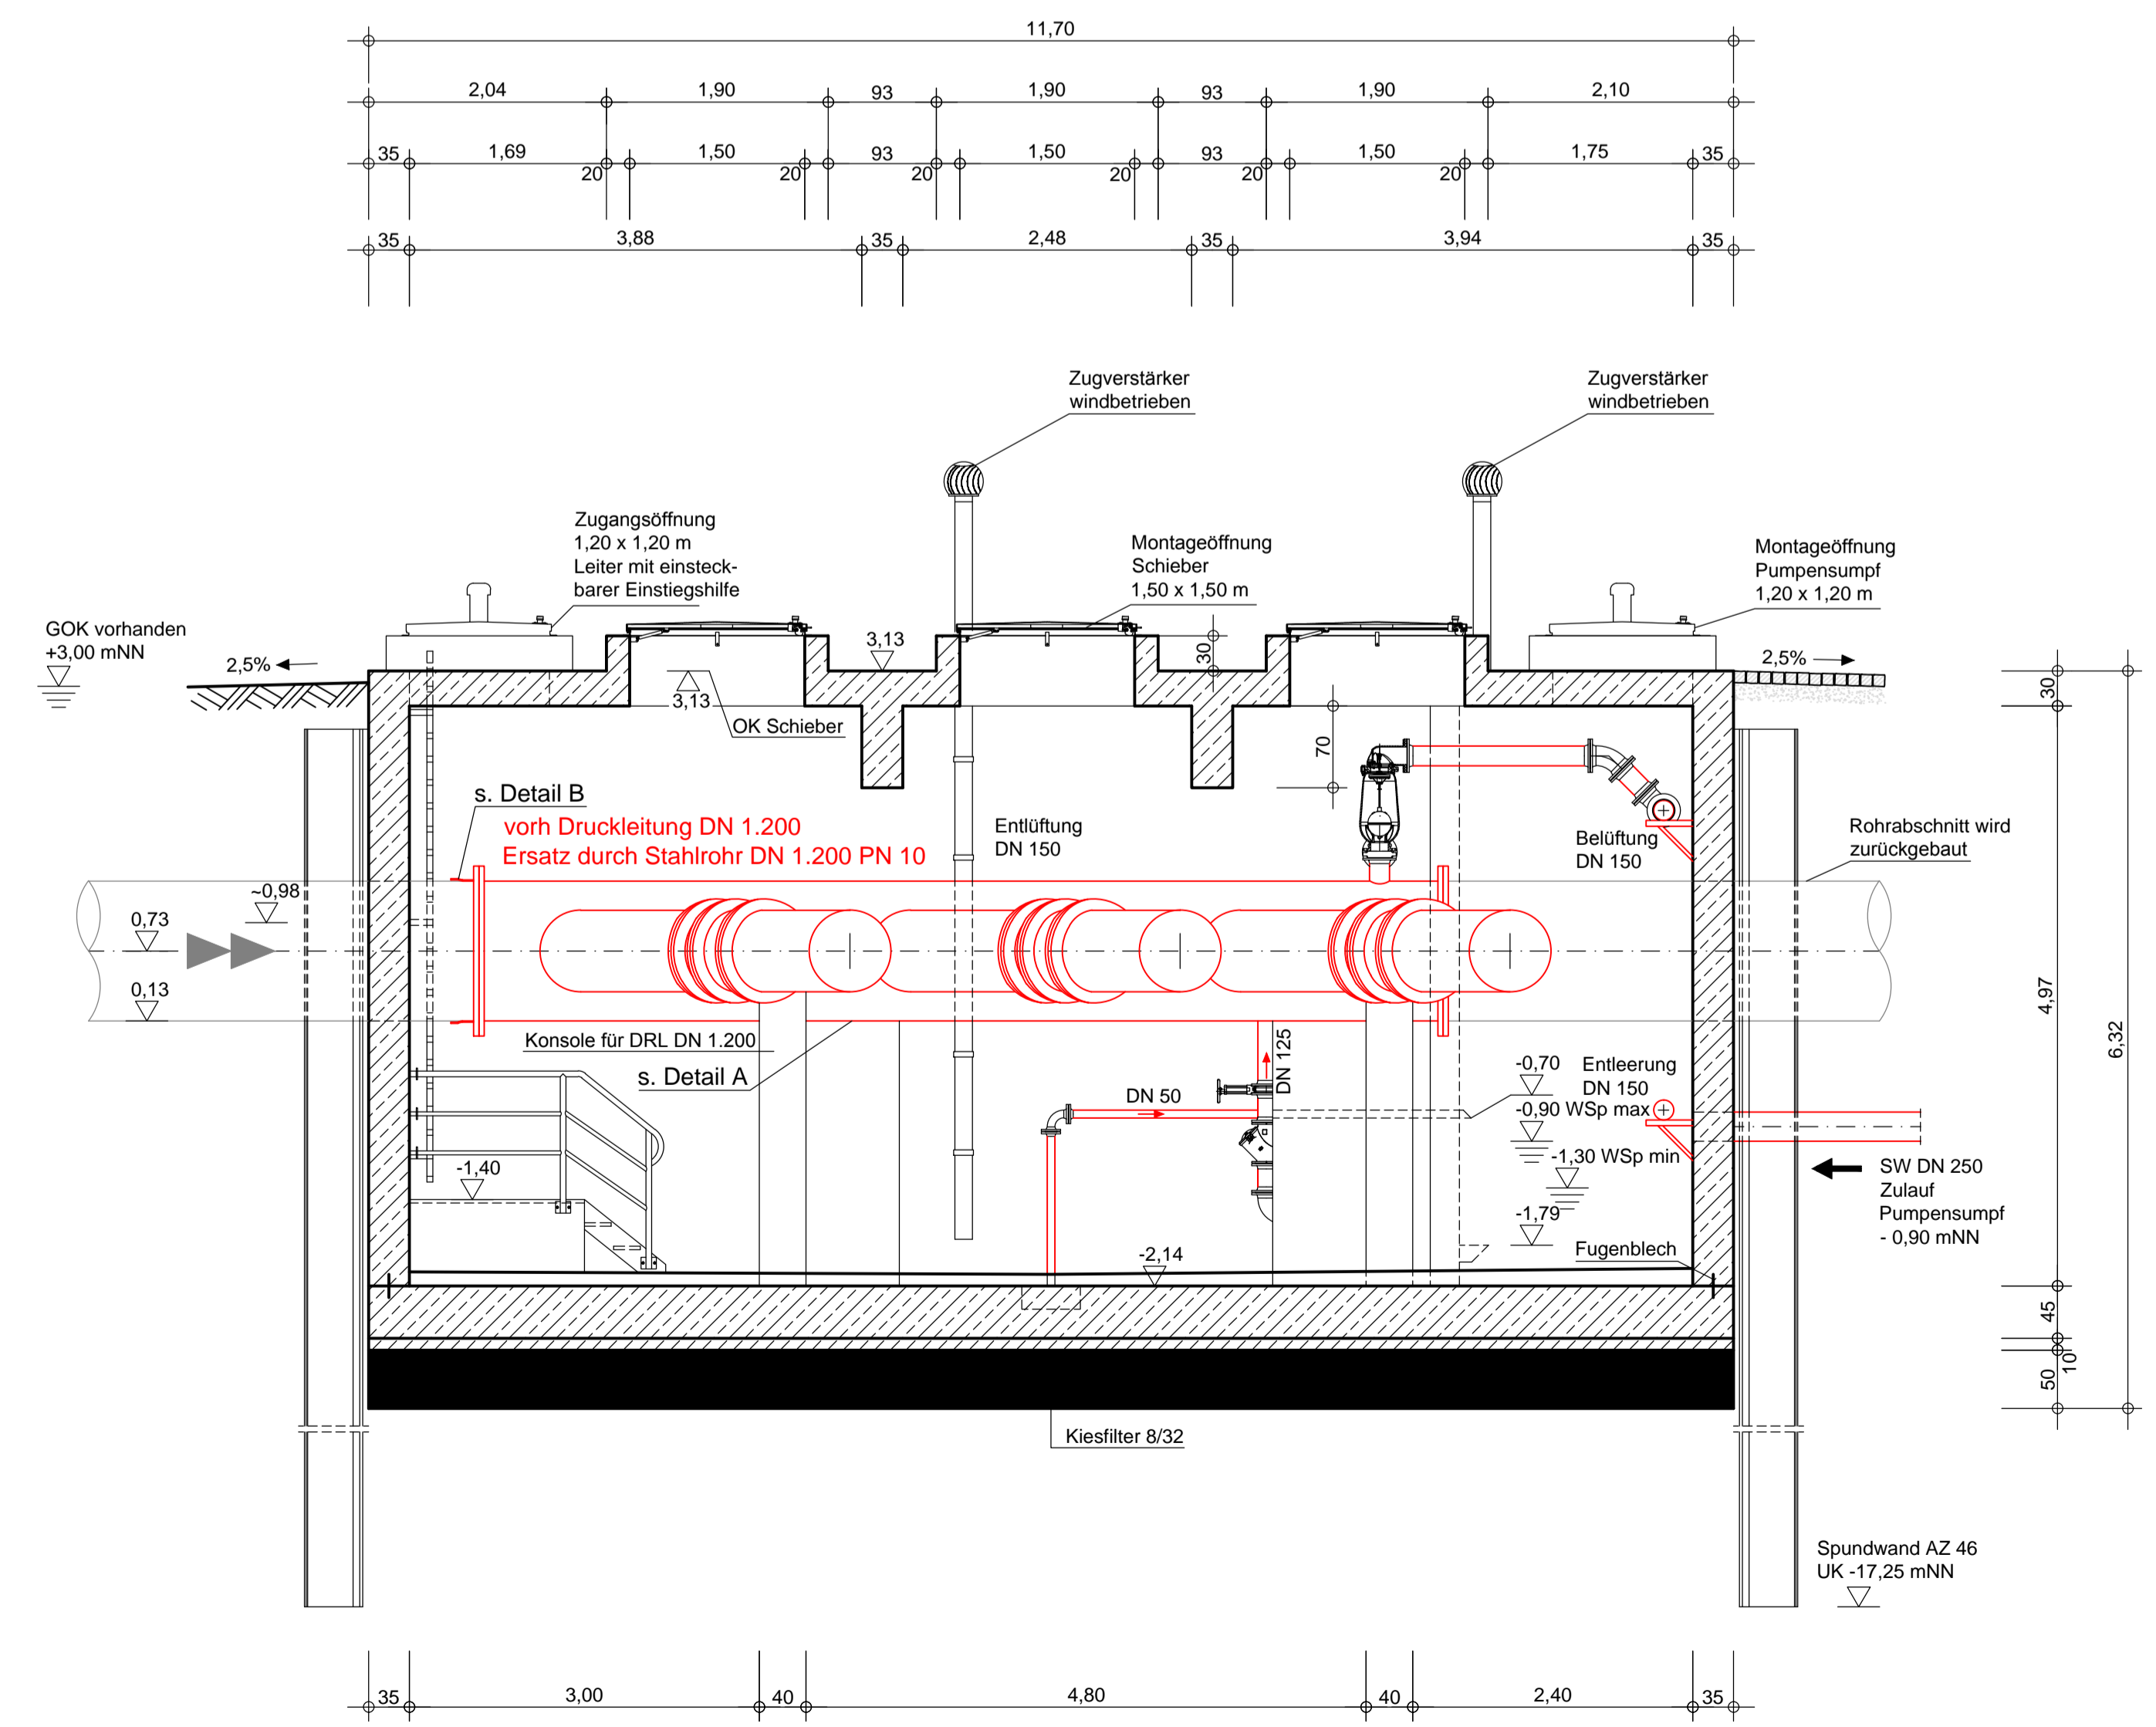 11,70
2,04 1,90 93 1,90 93 1,90 2,10
35 1,69 20 1,50 20 93 20 1,50 20 93 20 1,50 20 1,75 35
35 3,88 35 2,48 35 3,94 35
Zugverstärker
windbetrieben
Zugverstärker
windbetrieben
Zugangsöffnung
1,20 x 1,20 m
Leiter mit einsteck-
barer Einstiegshilfe
Montageöffnung
Schieber
1,50 x 1,50 m
Montageöffnung
Pumpensumpf
1,20 x 1,20 m
GOK vorhanden
+3,00 mNN
2,5%
3,13
30
2,5%
3,13
OK Schieber
70
30
s. Detail B
vorh Druckleitung DN 1.200
Ersatz durch Stahlrohr DN 1.200 PN 10
Entlüftung
DN 150
Belüftung
DN 150
Rohrabschnitt wird
zurückgebaut
~0,98
0,73
0,13
4,97
6,32
Konsole für DRL DN 1.200
s. Detail A
DN 125
DN 50
-0,70
Entleerung
DN 150
-0,90 WSp max
-1,30 WSp min
-1,40
-1,79
-2,14
Fugenblech
SW DN 250
Zulauf
Pumpensumpf
- 0,90 mNN
45
10
50
Kiesfilter 8/32
Spundwand AZ 46
UK -17,25 mNN
35 3,00 40 4,80 40 2,40 35